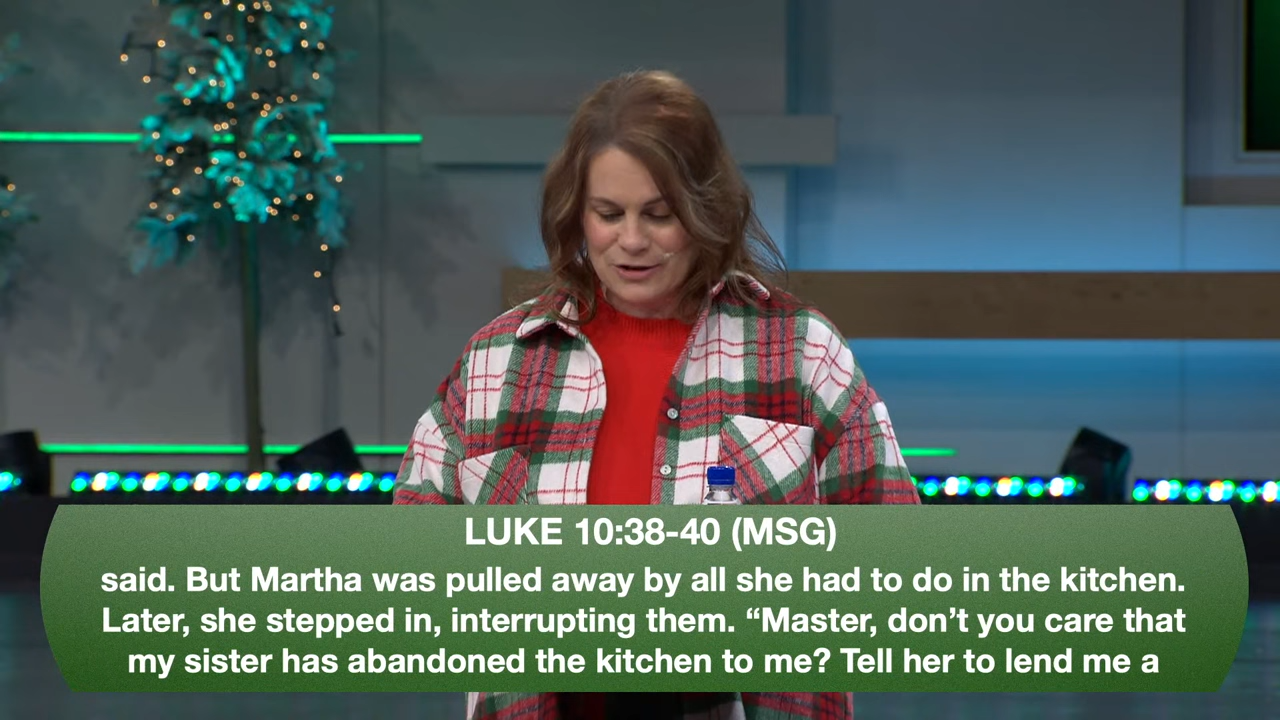 LUKE 10:38-40 (MSG)
said. But Martha was pulled away by all she had to do in the kitchen.
Later, she stepped in, interrupting them. “Master, don’t you care that
my sister has abandoned the kitchen to me? Tell her to lend me a